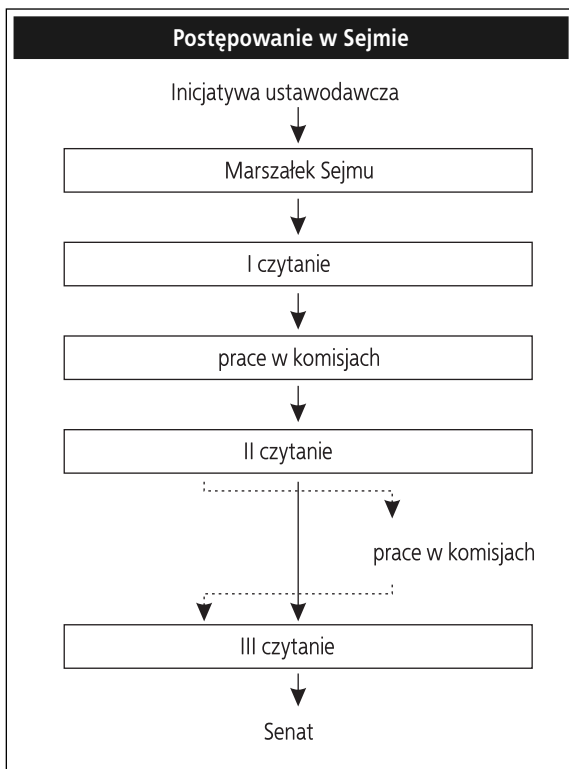 Postępowanie w Sejmie
Inicjatywa ustawodawcza
Marszałek Sejmu
I czytanie
prace w komisjach
II czytanie
prace w komisjach
III czytanie
Senat